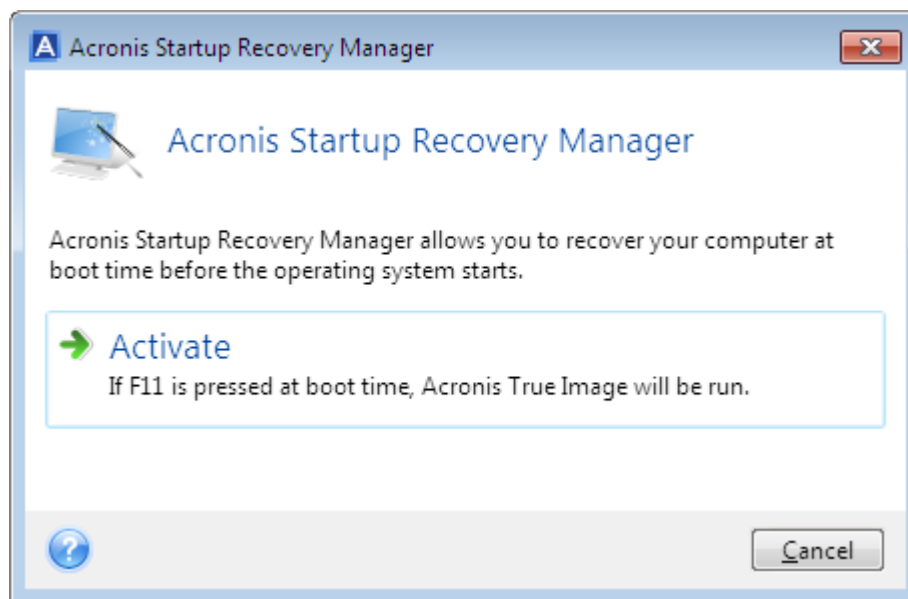 Acronis Startup Recovery Manager
Acronis Startup Recovery Manager
Acronis Startup Recovery Manager allows you to recover your computer at
boot time before the operating system starts.
Activate
If F11 is pressed at boot time, Acronis True Image will be run.
Cancel